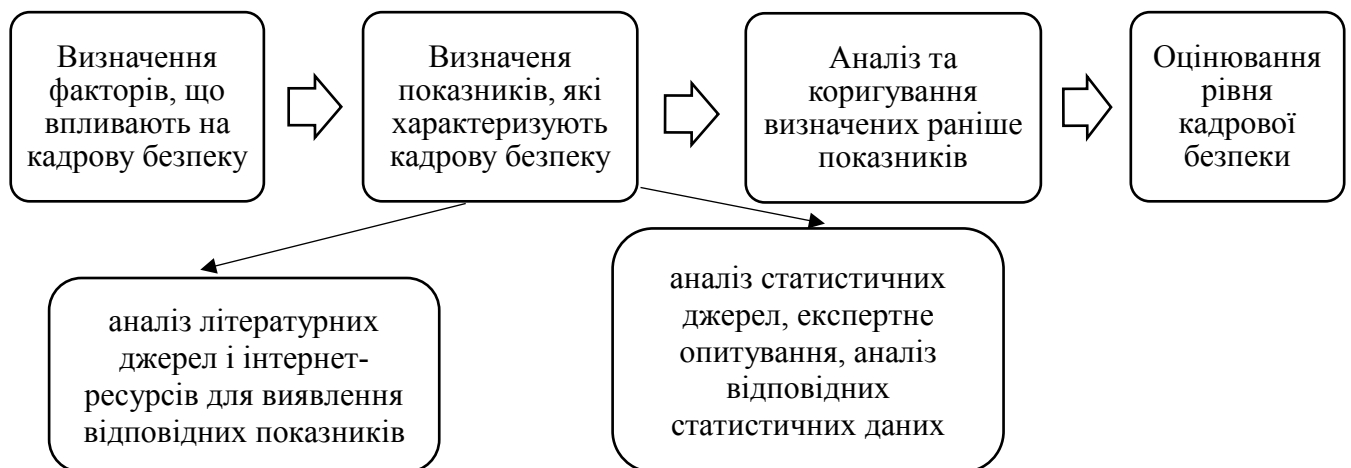 Визначення
факторів, що
впливають на
кадрову безпеку
Визначеня
показників, які
характеризують
кадрову безпеку
Аналіз та
коригування
визначених раніше
показників
Оцінювання
рівня
кадрової
безпеки
аналіз літературних
джерел і інтернет-
ресурсів для виявлення
відповідних показників
аналіз статистичних
джерел, експертне
опитування, аналіз
відповідних
статистичних даних